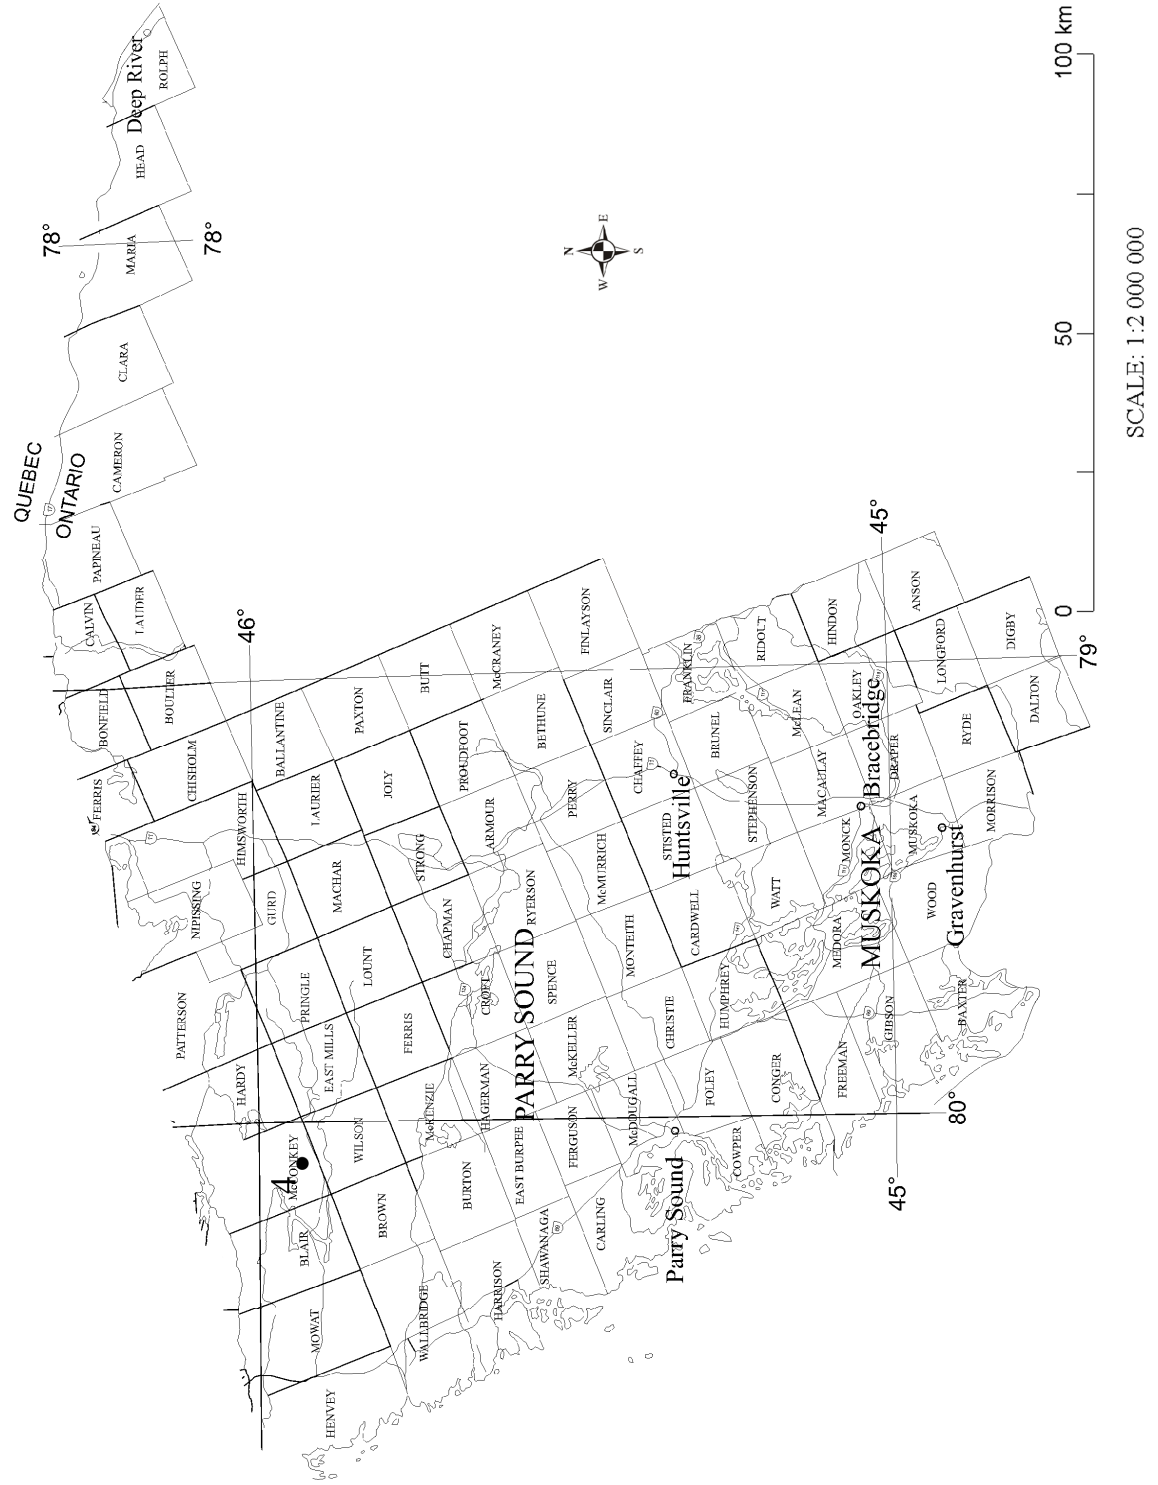 QUEBEC
ONTARIO
78°
78°
Deep River
ROLPH
HEAD
MARIA
CLARA
CAMERON
PAPINEAU
CALVIN
LAUDER
BONFIELD
BOULTER
FERRIS
CHISHOLM
46°
NIPISSING
HIMSWORTH
GURD
BALLANTINE
LAURIER
PAXTON
JOLY
MACHAR
STRONG
BUTT
PROUDFOOT
McCRANEY
BETHUNE
FINLAYSON
SINCLAIR
PERRY
ARMOUR
CHAPMAN
RYERSON
McMURRICH
PATTERSON
HARDY
PRINGLE
LOUNT
EAST MILLS
FERRIS
CROFT
SPENCE
MONTEITH
PARRY SOUND
4
McCONKEY
WILSON
McKENZIE
HAGERMAN
McKELLER
CHRISTIE
BLAIR
BROWN
BURTON
EAST BURPEE
FERGUSON
McDOUGALL
FOLEY
HUMPHREY
CARDWELL
MOWAT
WALLBRIDGE
HARRISON
SHAWANAGA
CARLING
Parry Sound
COWPER
CONGER
FREEMAN
HENVEY
CHAFFEY
STISTED
Huntsville
FRANKLIN
BRUNEL
STEPHENSON
RIDOUT
McLEAN
MACAULAY
WATT
MONCK
MEDORA
MUSKOKA
Bracebridge
OAKLEY
DRAPER
HINDON
ANSON
LONGFORD
DIGBY
DALTON
RYDE
MUSKOKA
MORRISON
WOOD
Gravenhurst
GIBSON
BAXTER
45°
45°
79°
80°
N
E
S
W
0
50
100 km
SCALE: 1:2 000 000